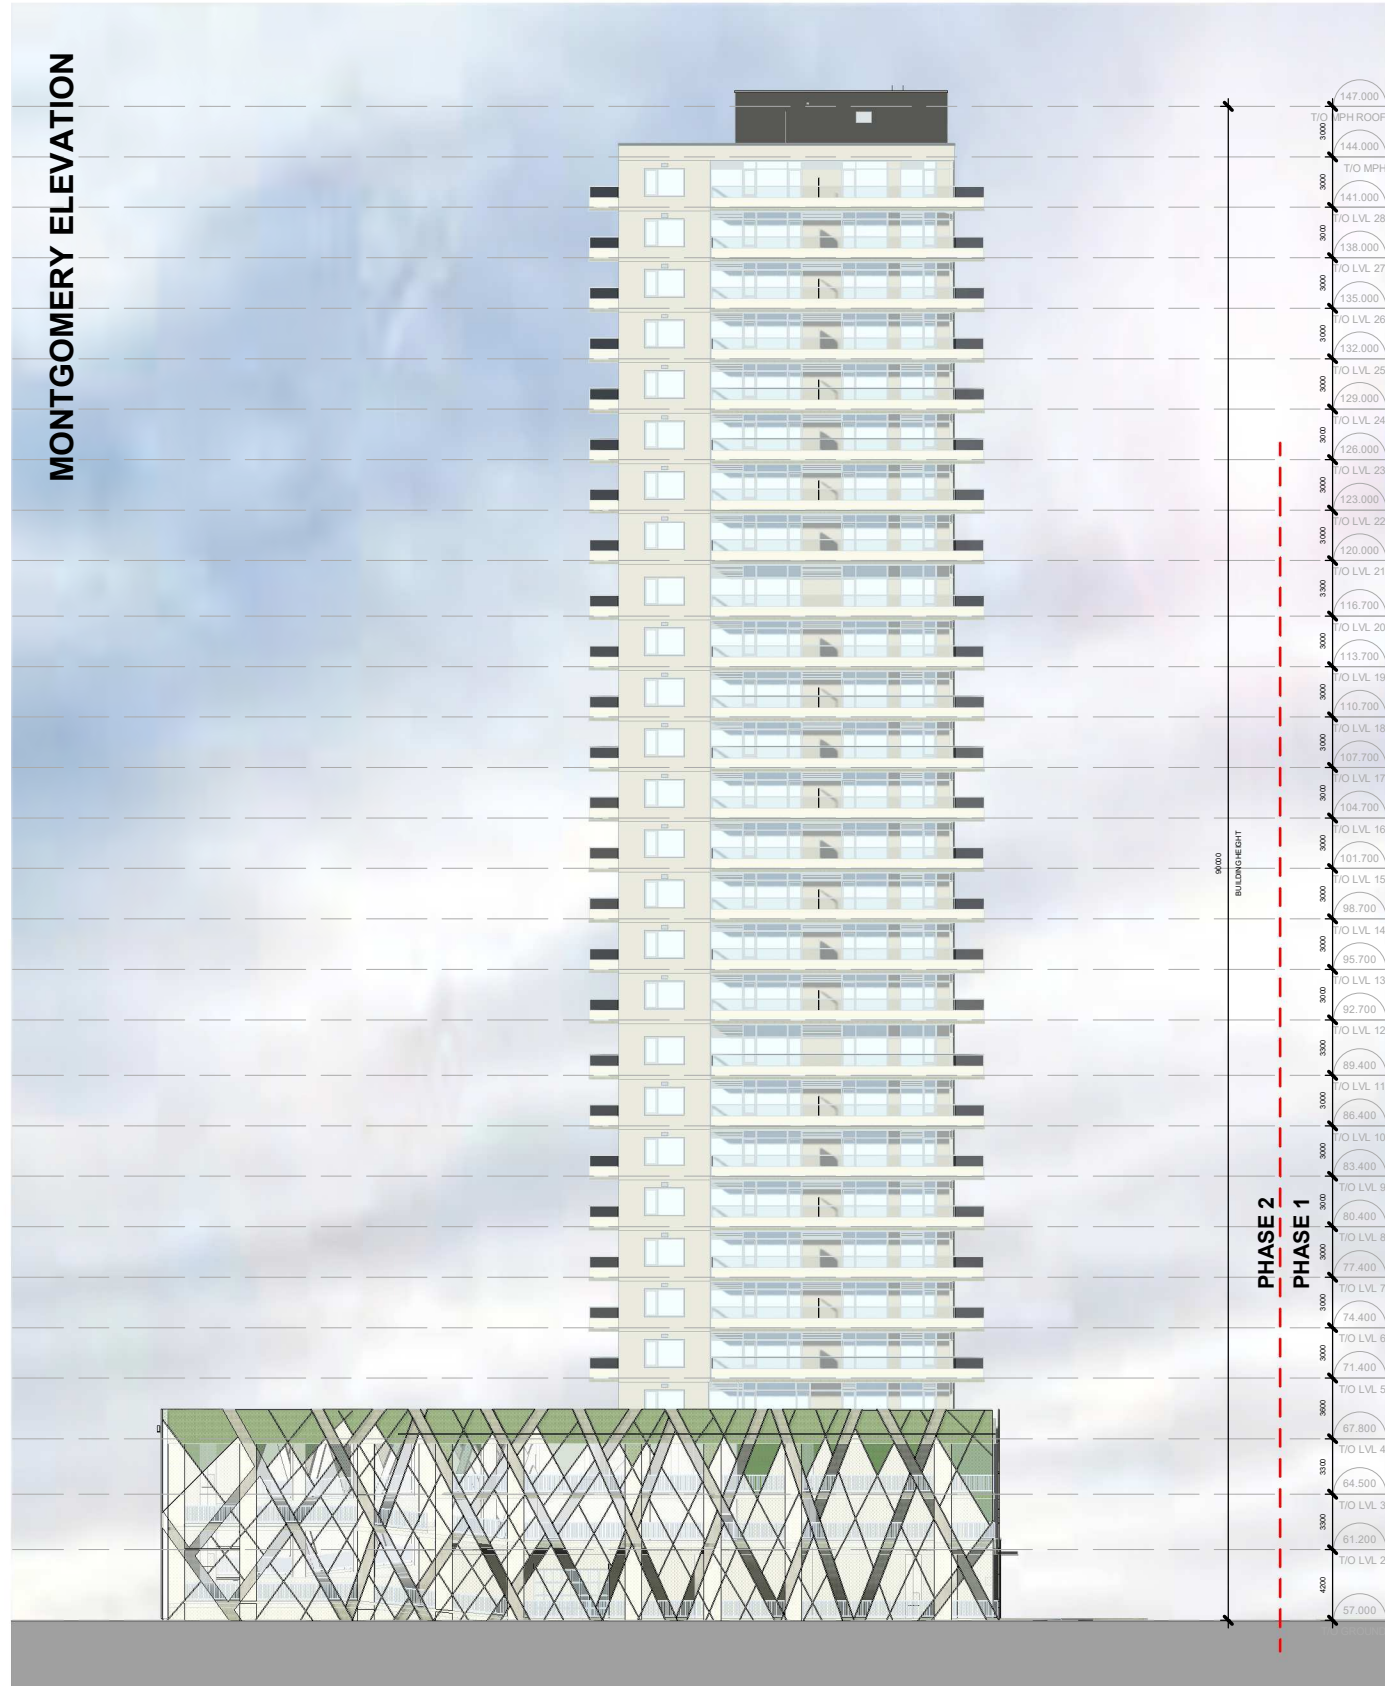 MONTGOMERY ELEVATION
147.000
T/O MPH ROOF
3000
144.000
T/O MPH
3000
141.000
T/O LVL 28
3000
138.000
T/O LVL 27
3000
135.000
T/O LVL 26
3000
132.000
T/O LVL 25
3000
129.000
T/O LVL 24
3000
126.000
T/O LVL 23
3000
123.000
T/O LVL 22
3000
120.000
T/O LVL 21
3300
116.700
T/O LVL 20
3000
113.700
T/O LVL 19
3000
110.700
T/O LVL 18
3000
107.700
T/O LVL 17
3000
104.700
T/O LVL 16
3000
101.700
T/O LVL 15
3000
98.700
T/O LVL 14
3000
95.700
T/O LVL 13
3000
92.700
T/O LVL 12
3300
89.400
T/O LVL 11
3000
86.400
T/O LVL 10
3000
83.400
T/O LVL 9
3000
80.400
T/O LVL 8
3000
77.400
T/O LVL 7
3000
74.400
T/O LVL 6
3000
71.400
T/O LVL 5
3600
67.800
T/O LVL 4
3300
64.500
T/O LVL 3
3300
61.200
T/O LVL 2
4200
57.000
90000
BUILDING HEIGHT
PHASE 2
PHASE 1